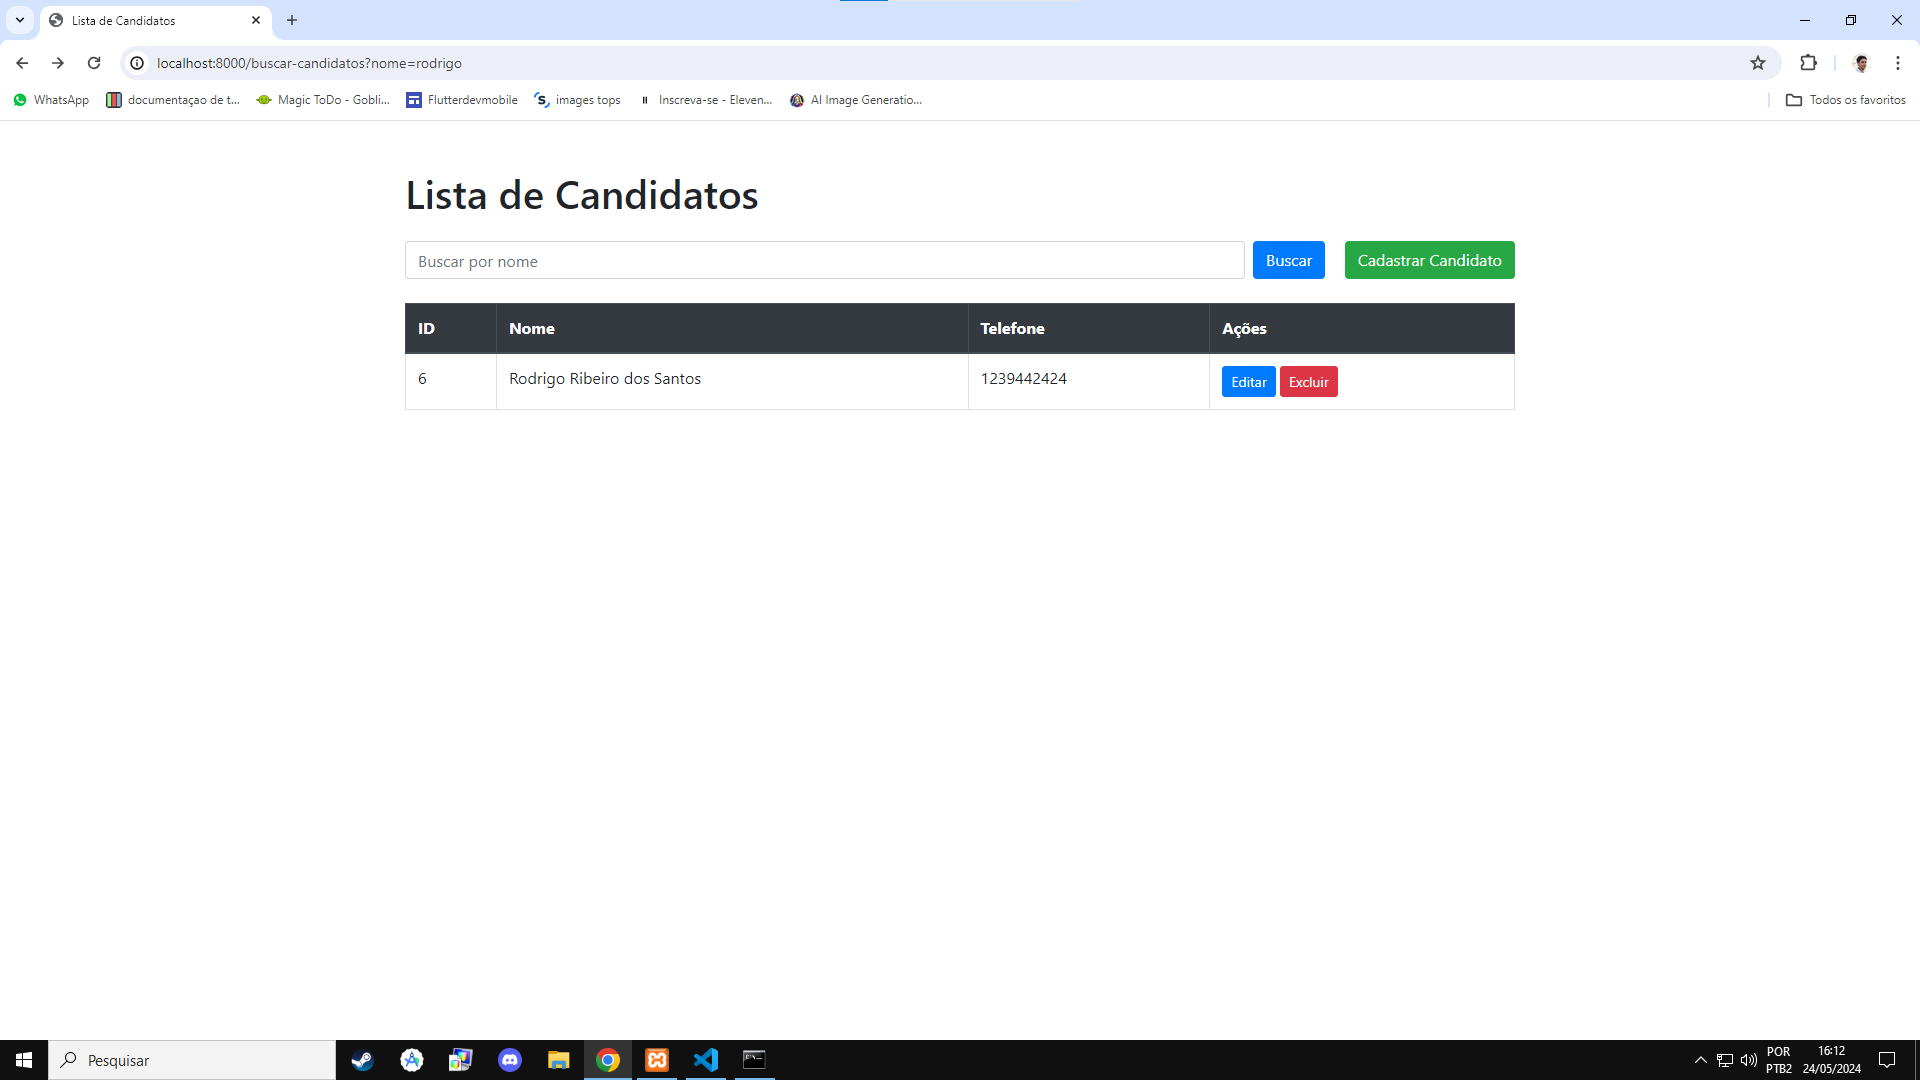 Lista de Candidatos
localhost:8000/buscar-candidatos?nome=rodrigo
WhatsApp documentaçao de t... Magic ToDo - Gobli... Flutterdevmobile images tops Inscreva-se - Eleven... AI Image Generatio... Todos os favoritos
Lista de Candidatos
Buscar por nome Buscar Cadastrar Candidato
ID Nome Telefone Ações
6 Rodrigo Ribeiro dos Santos 1239442424 Editar Excluir
Pesquisar
POR 16:12
PTB2 24/05/2024